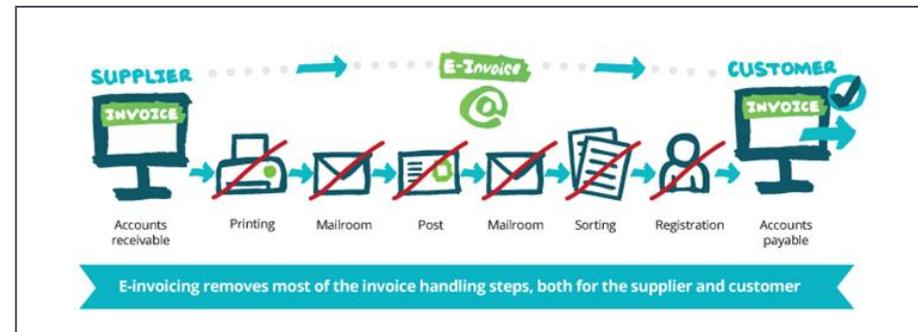 SUPPLIER
E-Invoice
CUSTOMER
INVOICE
@
INVOICE
Accounts
receivable
Printing
Mailroom
Post
Mailroom
Sorting
Registration
Accounts
payable
E-invoicing removes most of the invoice handling steps, both for the supplier and customer